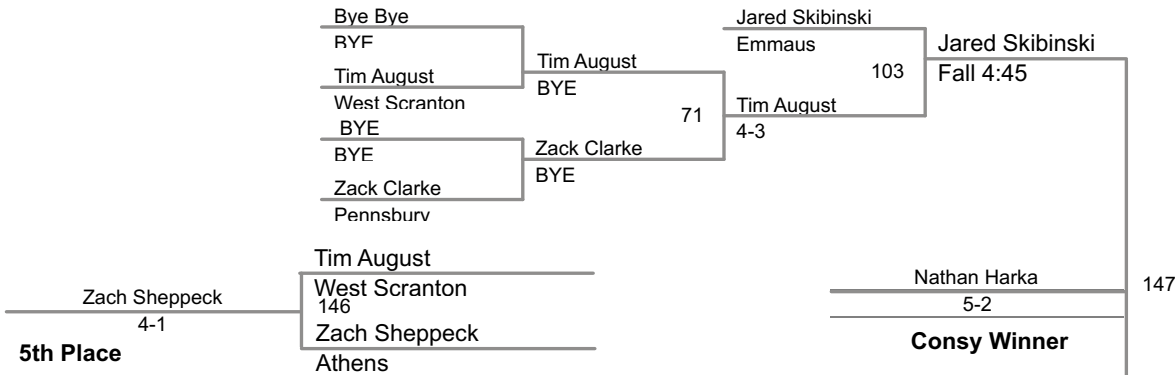 Bye Bye
BYE
Tim August
West Scranton
BYE
BYE
Zack Clarke
Pennsbury
Tim August
BYE
71
Zack Clarke
BYE
Jared Skibinski
Emmaus
103
Tim August
4-3
Jared Skibinski
Fall 4:45
Tim August
West Scranton
146
Zach Sheppeck
Athens
Zach Sheppeck
4-1
5th Place
Nathan Harka
5-2
Consy Winner
147